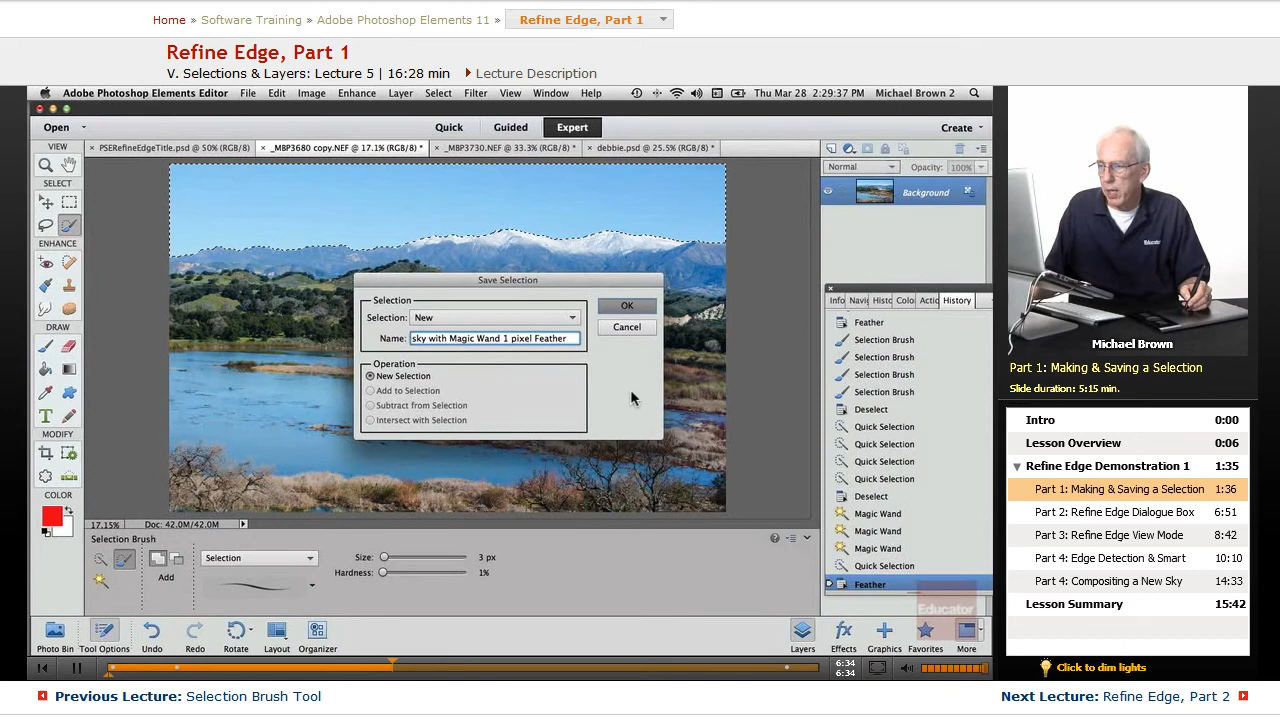 Home » Software Training » Adobe Photoshop Elements 11 » Refine Edge, Part 1
Refine Edge, Part 1
V. Selections & Layers: Lecture 5 | 16:28 min Lecture Description
Adobe Photoshop Elements Editor File Edit Image Enhance Layer Select Filter View Window Help Thu Mar 28 2:29:37 PM Michael Brown 2
Open Quick Guided Expert Create
VIEW × PSERefineEdgeTitle.psd @ 50% (RGB/8) × _MBP3680 copy.NEF @ 17.1% (RGB/8) * × _MBP3730.NEF @ 33.3% (RGB/8) * × debbie.psd @ 25.5% (RGB/8) *
Normal Opacity: 100%
SELECT
Background
ENHANCE
Save Selection
Selection
Selection: New
OK
Name: sky with Magic Wand 1 pixel Feather
Cancel
Operation
New Selection
Add to Selection
Subtract from Selection
Intersect with Selection
DRAW
MODIFY
COLOR
Info Navi Histo Colo Actio History
Feather
Selection Brush
Selection Brush
Selection Brush
Selection Brush
Deselect
Quick Selection
Quick Selection
Quick Selection
Quick Selection
Deselect
Magic Wand
Magic Wand
Magic Wand
Quick Selection
Feather
Educator
17.15% Doc: 42.0M/42.0M
Selection Brush
Selection
Add
Size: 3 px
Hardness: 1%
Photo Bin Tool Options Undo Redo Rotate Layout Organizer Layers Effects Graphics Favorites More
6:34
6:34
Educator
Michael Brown
Part 1: Making & Saving a Selection
Slide duration: 5:15 min.
Intro 0:00
Lesson Overview 0:06
Refine Edge Demonstration 1 1:35
Part 1: Making & Saving a Selection 1:36
Part 2: Refine Edge Dialogue Box 6:51
Part 3: Refine Edge View Mode 8:42
Part 4: Edge Detection & Smart 10:10
Part 4: Compositing a New Sky 14:33
Lesson Summary 15:42
Click to dim lights
Previous Lecture: Selection Brush Tool
Next Lecture: Refine Edge, Part 2